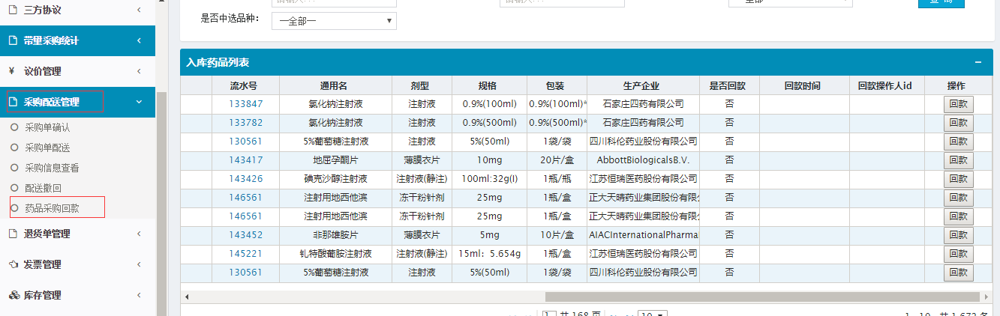 三方协议
带量采购统计
议价管理
采购配送管理
采购单确认
采购单配送
采购信息查看
配送撤回
药品采购回款
退货单管理
发票管理
库存管理
是否中选品种:
—全部—
查 询
入库药品列表
流水号 通用名 剂型 规格 包装 生产企业 是否回款 回款时间 回款操作人id 操作
133847 氯化钠注射液 注射液 0.9%(100ml) 0.9%(100ml)* 石家庄四药有限公司 否 回款
133782 氯化钠注射液 注射液 0.9%(500ml) 0.9%(500ml)* 石家庄四药有限公司 否 回款
130561 5%葡萄糖注射液 注射液 5%(50ml) 1袋/袋 四川科伦药业股份有限公司 否 回款
143417 地屈孕酮片 薄膜衣片 10mg 20片/盒 AbbottBiologicalsB.V. 否 回款
143426 碘克沙醇注射液 注射液(静注) 100ml:32g(I) 1瓶/瓶 江苏恒瑞医药股份有限公司 否 回款
146561 注射用地西他滨 冻干粉针剂 25mg 1瓶/盒 正大天晴药业集团股份有限 否 回款
146561 注射用地西他滨 冻干粉针剂 25mg 1瓶/盒 正大天晴药业集团股份有限 否 回款
143452 非那雄胺片 薄膜衣片 5mg 10片/盒 AIACInternationalPharma 否 回款
145221 钆特酸葡胺注射液 注射液(静注) 15ml：5.654g 1瓶/盒 江苏恒瑞医药股份有限公司 否 回款
130561 5%葡萄糖注射液 注射液 5%(50ml) 1袋/袋 四川科伦药业股份有限公司 否 回款
1 共 168 页 10 1 - 10 共 1,672 条